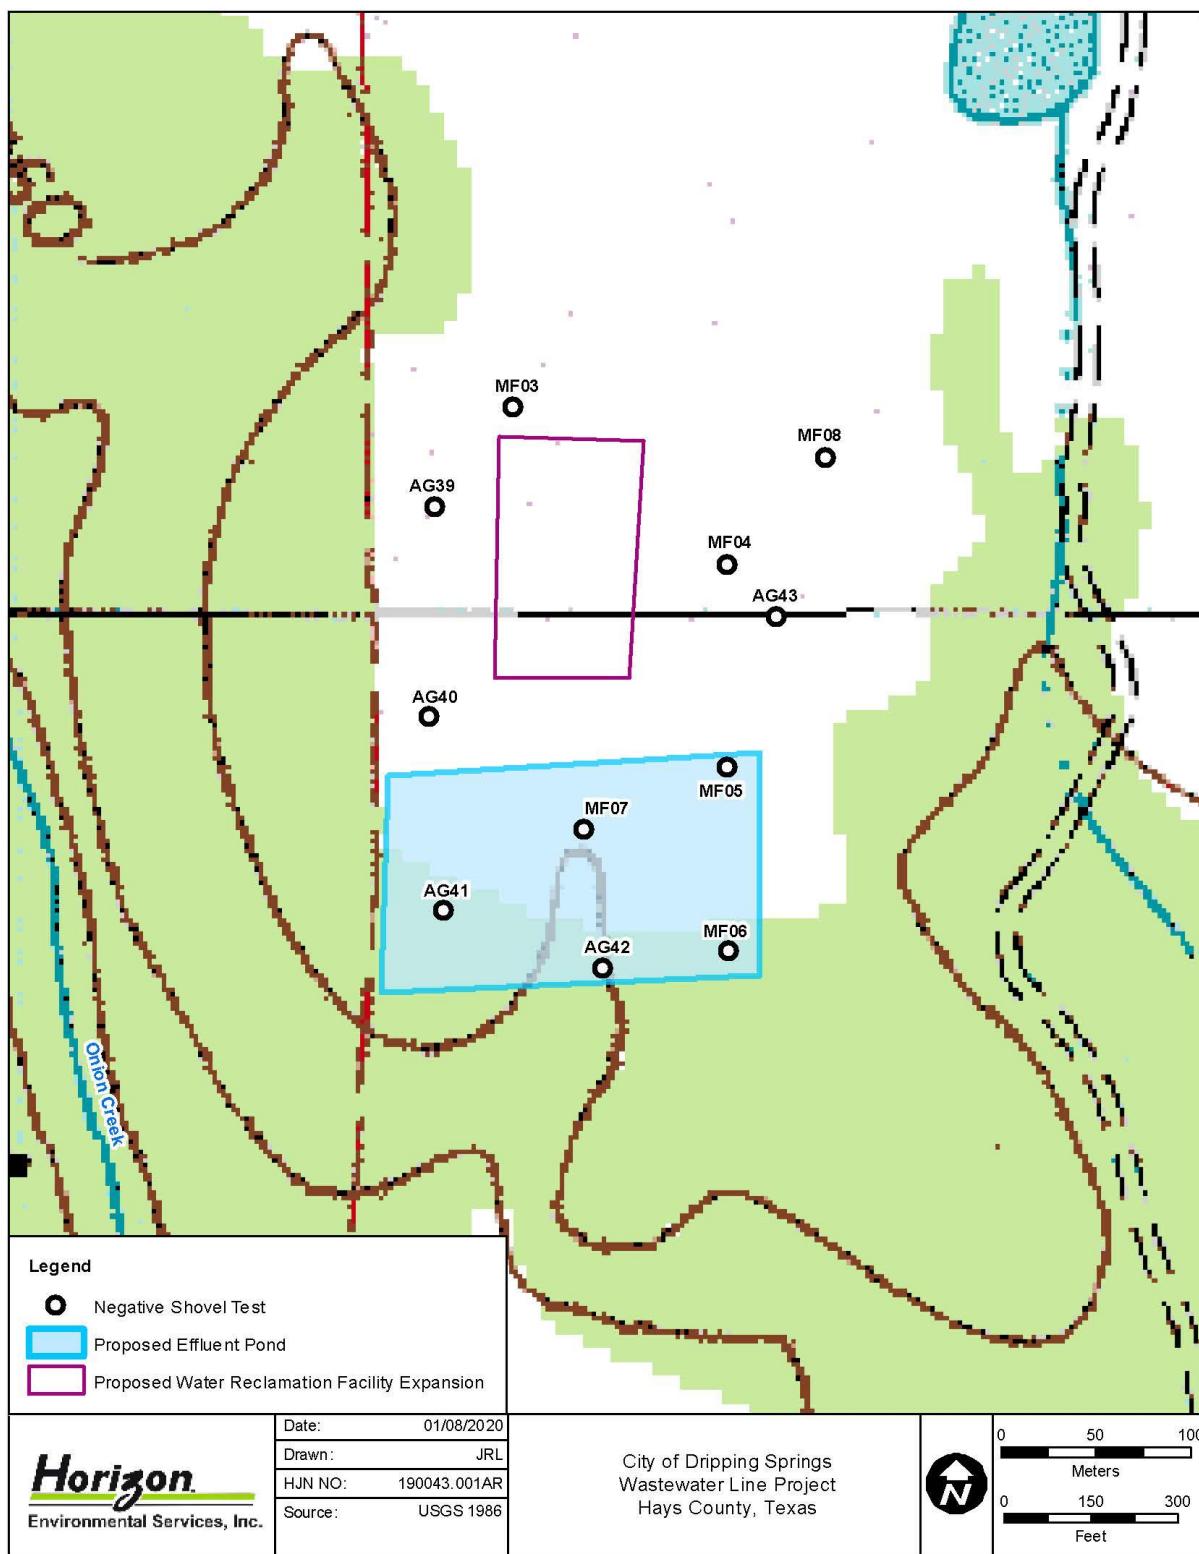 MF03
MF08
AG39
MF04
AG43
AG40
MF05
MF07
AG41
MF06
AG42
Onion Creek
Legend
Negative Shovel Test
Proposed Effluent Pond
Proposed Water Reclamation Facility Expansion
Horizon
Environmental Services, Inc.
Date: 01/08/2020
Drawn: JRL
HJN NO: 190043.001AR
Source: USGS 1986
City of Dripping Springs
Wastewater Line Project
Hays County, Texas
N
0 50 100
Meters
0 150 300
Feet